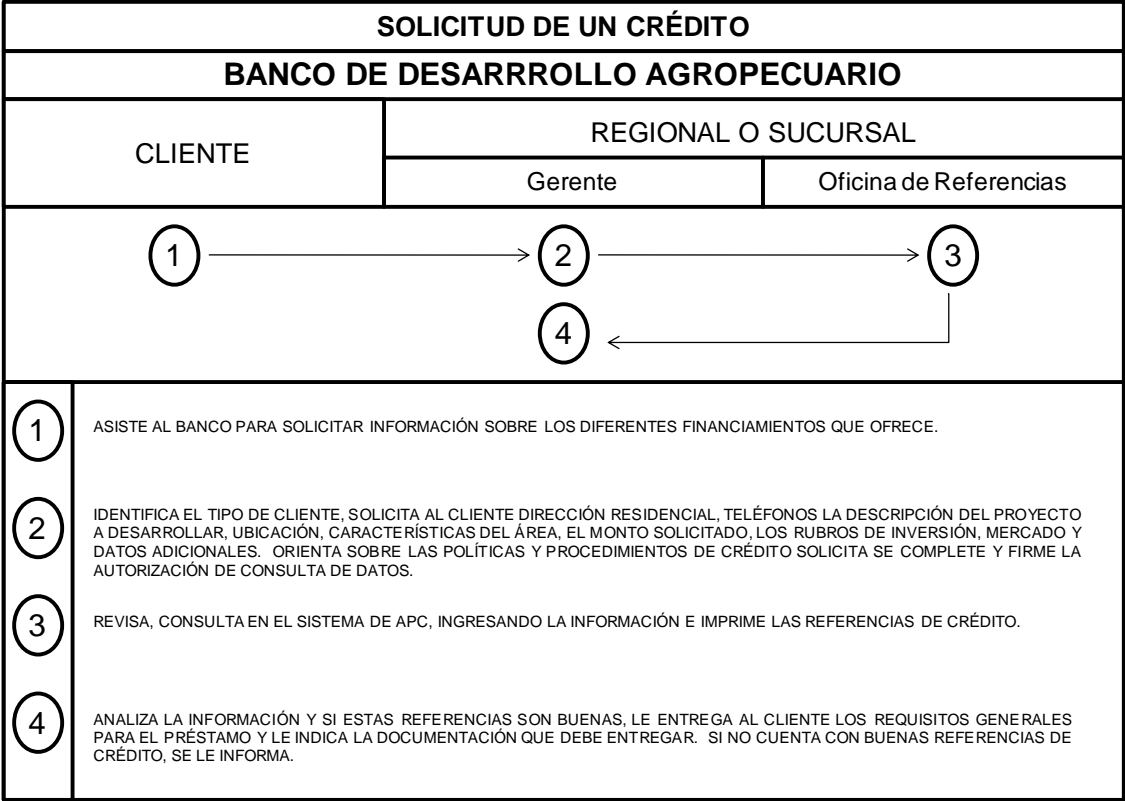 SOLICITUD DE UN CRÉDITO
BANCO DE DESARRROLLO AGROPECUARIO
CLIENTE
REGIONAL O SUCURSAL
Gerente
Oficina de Referencias
1
2
3
4
1
ASISTE AL BANCO PARA SOLICITAR INFORMACIÓN SOBRE LOS DIFERENTES FINANCIAMIENTOS QUE OFRECE.
2
IDENTIFICA EL TIPO DE CLIENTE, SOLICITA AL CLIENTE DIRECCIÓN RESIDENCIAL, TELÉFONOS LA DESCRIPCIÓN DEL PROYECTO
A DESARROLLAR, UBICACIÓN, CARACTERÍSTICAS DEL ÁREA, EL MONTO SOLICITADO, LOS RUBROS DE INVERSIÓN, MERCADO Y
DATOS ADICIONALES. ORIENTA SOBRE LAS POLÍTICAS Y PROCEDIMIENTOS DE CRÉDITO SOLICITA SE COMPLETE Y FIRME LA
AUTORIZACIÓN DE CONSULTA DE DATOS.
3
REVISA, CONSULTA EN EL SISTEMA DE APC, INGRESANDO LA INFORMACIÓN E IMPRIME LAS REFERENCIAS DE CRÉDITO.
4
ANALIZA LA INFORMACIÓN Y SI ESTAS REFERENCIAS SON BUENAS, LE ENTREGA AL CLIENTE LOS REQUISITOS GENERALES
PARA EL PRÉSTAMO Y LE INDICA LA DOCUMENTACIÓN QUE DEBE ENTREGAR. SI NO CUENTA CON BUENAS REFERENCIAS DE
CRÉDITO, SE LE INFORMA.